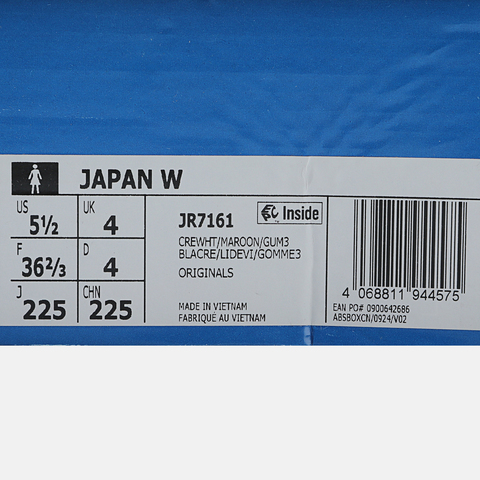 JAPAN W
US 5½ UK 4
F 36⅔ D 4
J 225 CHN 225
JR7161
Inside
CREWHT/MAROON/GUM3
BLACRE/LIDEVI/GOMME3
ORIGINALS
MADE IN VIETNAM
FABRIQUÉ AU VIETNAM
4 068811 944575
EAN PO# 0900642686
ABSBOXCN/0924/V02